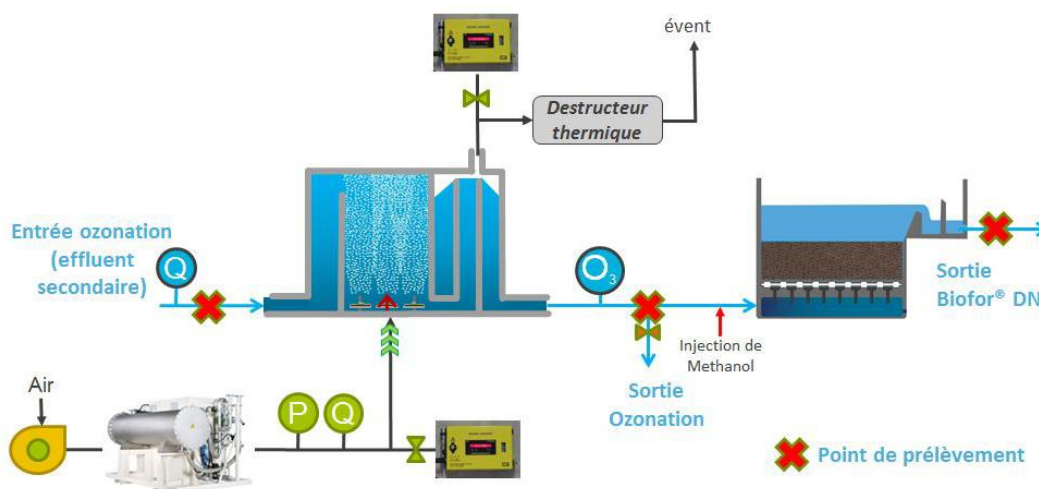 évent
Destructeur
thermique
Entrée ozonation
(effluent
secondaire)
Q
O3
Injection de
Methanol
Sortie
Ozonation
Sortie
Biofor® DN
Air
P
Q
Point de prélèvement